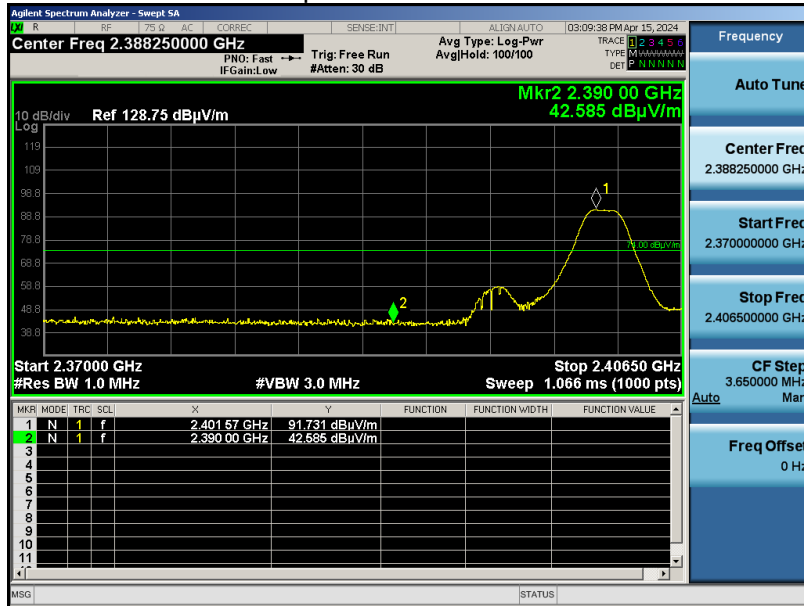 Agilent Spectrum Analyzer - Swept SA
LXI R RF 75 Ω AC CORREC SENSE:INT ALIGN AUTO 03:09:38 PM Apr 15, 2024
Center Freq 2.388250000 GHz
PNO: Fast
IFGain:Low
Trig: Free Run
#Atten: 30 dB
Avg Type: Log-Pwr
Avg|Hold: 100/100
TRACE 1 2 3 4 5 6
TYPE M
DET P N N N N N
Mkr2 2.390 00 GHz
42.585 dBµV/m
10 dB/div Ref 128.75 dBµV/m
Log
119
109
98.8
88.8
78.8
68.8
58.8
48.8
38.8
1
74.00 dBµV/m
2
Start 2.37000 GHz Stop 2.40650 GHz
#Res BW 1.0 MHz #VBW 3.0 MHz Sweep 1.066 ms (1000 pts)
MKR MODE TRC SCL X Y FUNCTION FUNCTION WIDTH FUNCTION VALUE
1 N 1 f 2.401 57 GHz 91.731 dBµV/m
2 N 1 f 2.390 00 GHz 42.585 dBµV/m
3
4
5
6
7
8
9
10
11
MSG STATUS
Frequency
Auto Tune
Center Freq
2.388250000 GHz
Start Freq
2.370000000 GHz
Stop Freq
2.406500000 GHz
CF Step
3.650000 MHz
Auto Man
Freq Offset
0 Hz